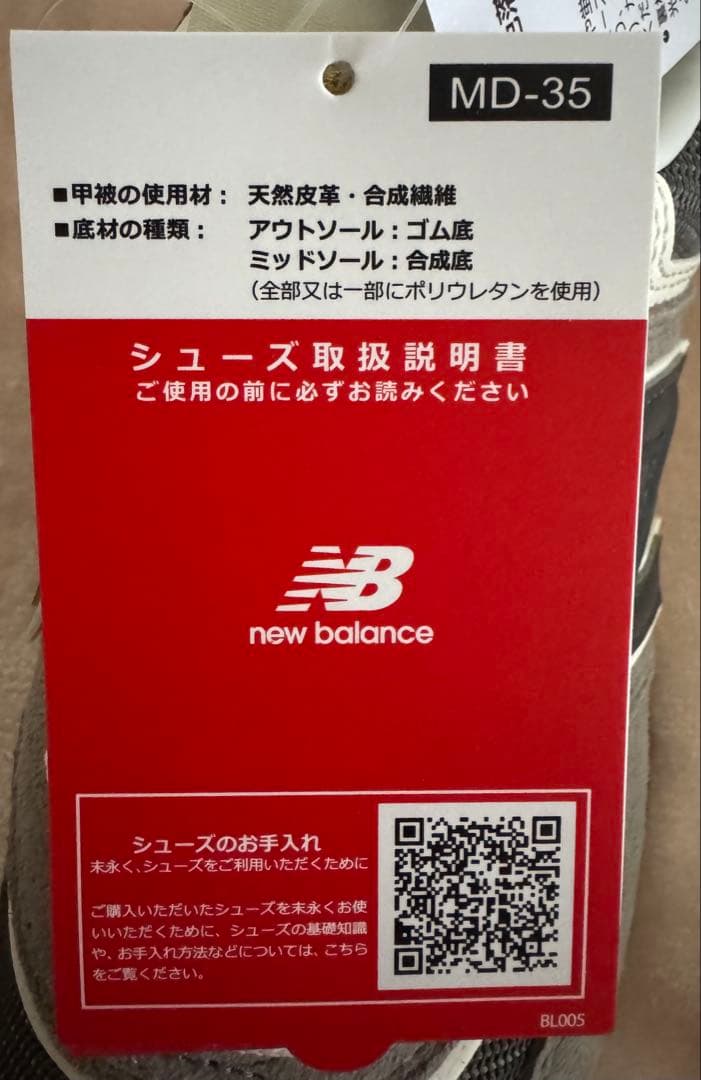 MD-35
■甲被の使用材： 天然皮革・合成繊維
■底材の種類： アウトソール：ゴム底
ミッドソール：合成底
（全部又は一部にポリウレタンを使用）
シューズ取扱説明書
ご使用の前に必ずお読みください
NB
new balance
シューズのお手入れ
末永く、シューズをご利用いただくために
ご購入いただいたシューズを末永くお使
いいただくために、シューズの基礎知識
や、お手入れ方法などについては、こちら
をご覧ください。
BL005